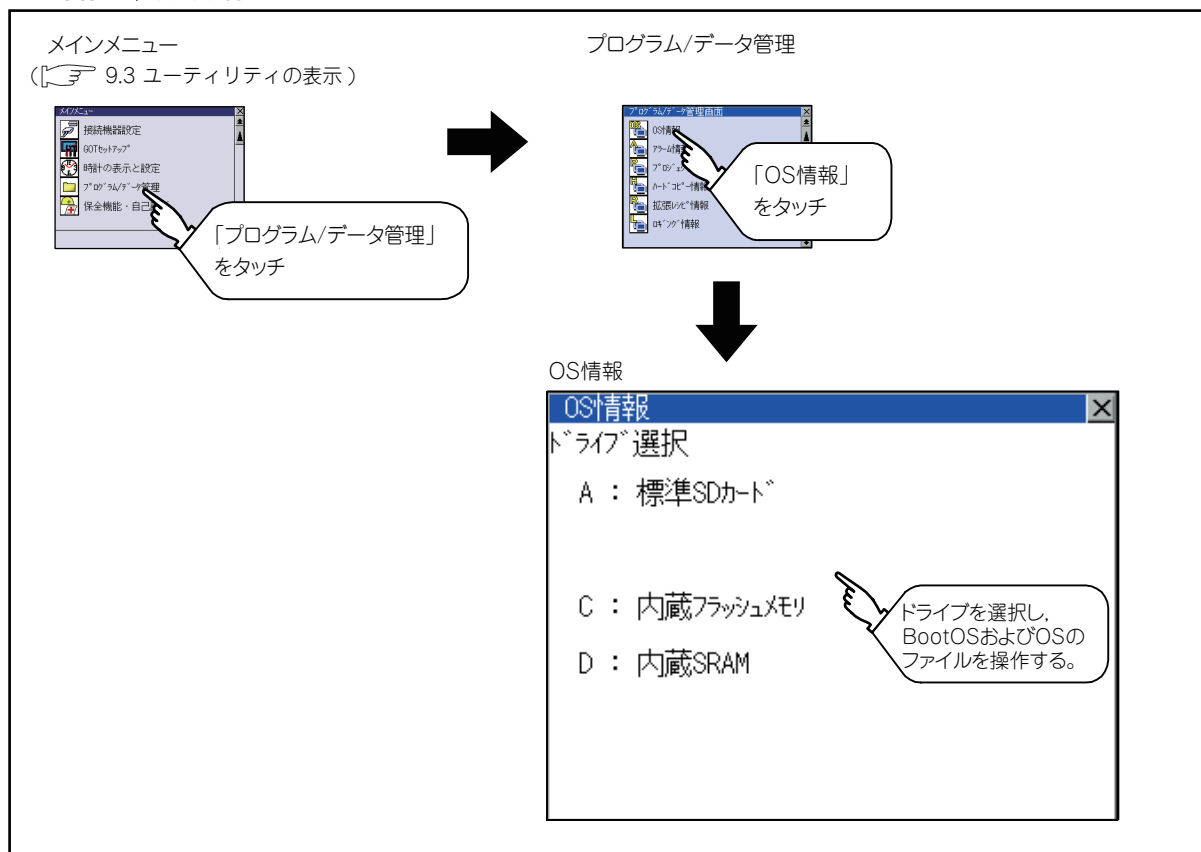 メインメニュー
( 9.3 ユーティリティの表示 )
メインメニュー
接続機器設定
GOTセットアップ
時計の表示と設定
プログラム/データ管理
保全機能・自己
「プログラム/データ管理」
をタッチ
プログラム/データ管理
プログラム/データ管理画面
OS情報
アラーム情
プロジェク
ハードコピー情報
拡張レシピ情報
ロギング情報
「OS情報」
をタッチ
OS情報
OS情報
ドライブ選択
A : 標準SDカード
C : 内蔵フラッシュメモリ
D : 内蔵SRAM
ドライブを選択し,
BootOSおよびOSの
ファイルを操作する。